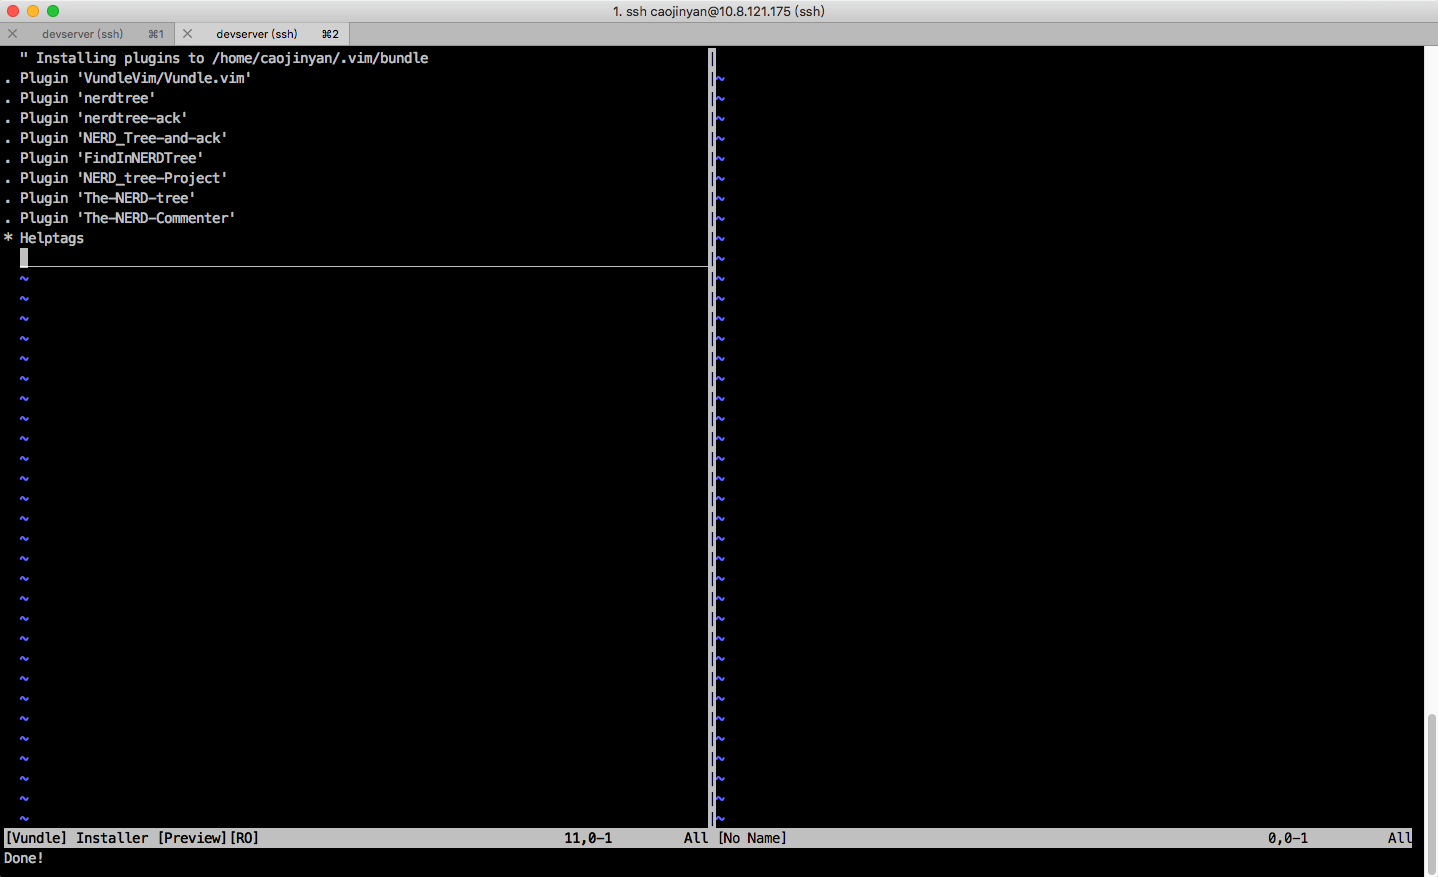 1. ssh caojinyan@10.8.121.175 (ssh)
devserver (ssh) ⌘1 devserver (ssh) ⌘2
" Installing plugins to /home/caojinyan/.vim/bundle
. Plugin 'VundleVim/Vundle.vim'
. Plugin 'nerdtree'
. Plugin 'nerdtree-ack'
. Plugin 'NERD_Tree-and-ack'
. Plugin 'FindInNERDTree'
. Plugin 'NERD_tree-Project'
. Plugin 'The-NERD-tree'
. Plugin 'The-NERD-Commenter'
* Helptags
[Vundle] Installer [Preview][RO] 11,0-1 All [No Name] 0,0-1 All
Done!